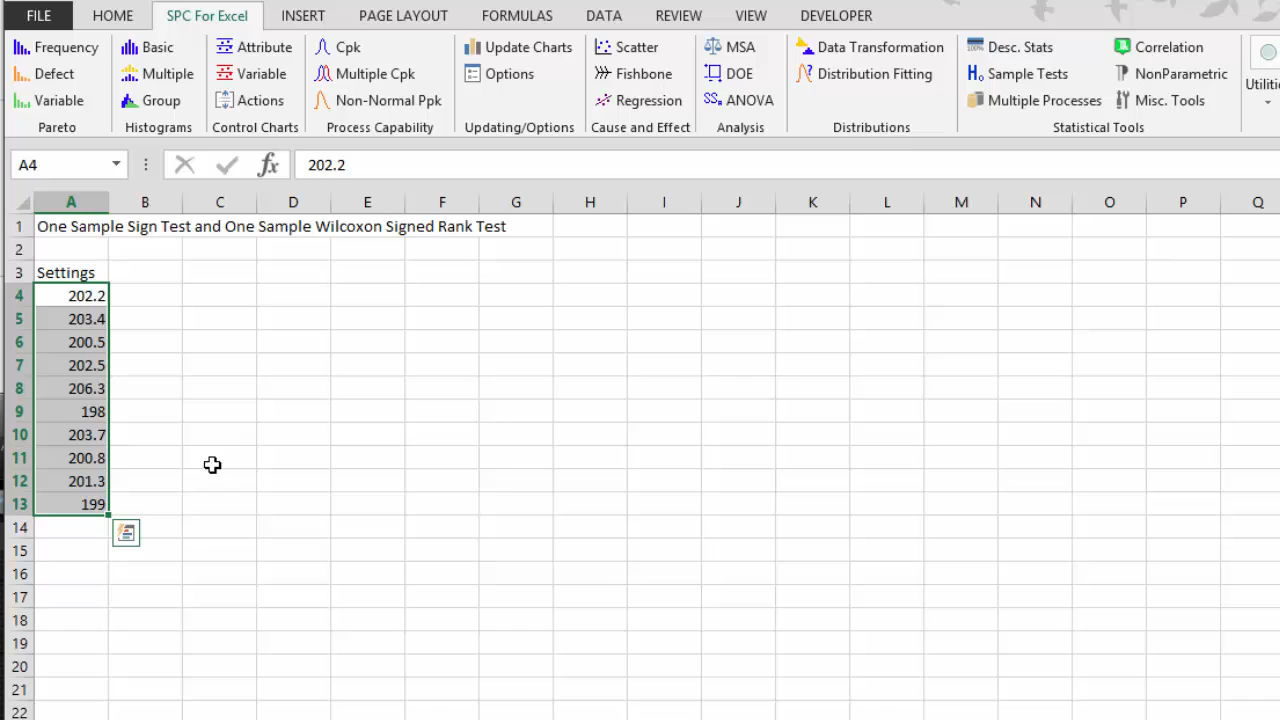 FILE HOME SPC For Excel INSERT PAGE LAYOUT FORMULAS DATA REVIEW VIEW DEVELOPER
Frequency Basic Attribute Cpk Update Charts Scatter MSA Data Transformation Desc. Stats Correlation
Defect Multiple Variable Multiple Cpk Options Fishbone DOE Distribution Fitting H₀ Sample Tests NonParametric Utilitie
Variable Group Actions Non-Normal Ppk Regression SS ANOVA Multiple Processes Misc. Tools
Pareto Histograms Control Charts Process Capability Updating/Options Cause and Effect Analysis Distributions Statistical Tools
A4 fx 202.2
A B C D E F G H I J K L M N O P Q
1 One Sample Sign Test and One Sample Wilcoxon Signed Rank Test
2
3 Settings
4 202.2
5 203.4
6 200.5
7 202.5
8 206.3
9 198
10 203.7
11 200.8
12 201.3
13 199
14
15
16
17
18
19
20
21
22